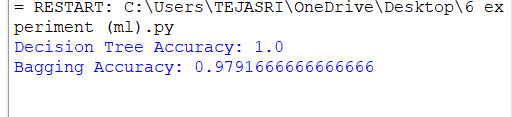 = RESTART: C:\Users\TEJASRI\OneDrive\Desktop\6 ex
periment (ml).py
Decision Tree Accuracy: 1.0
Bagging Accuracy: 0.9791666666666666